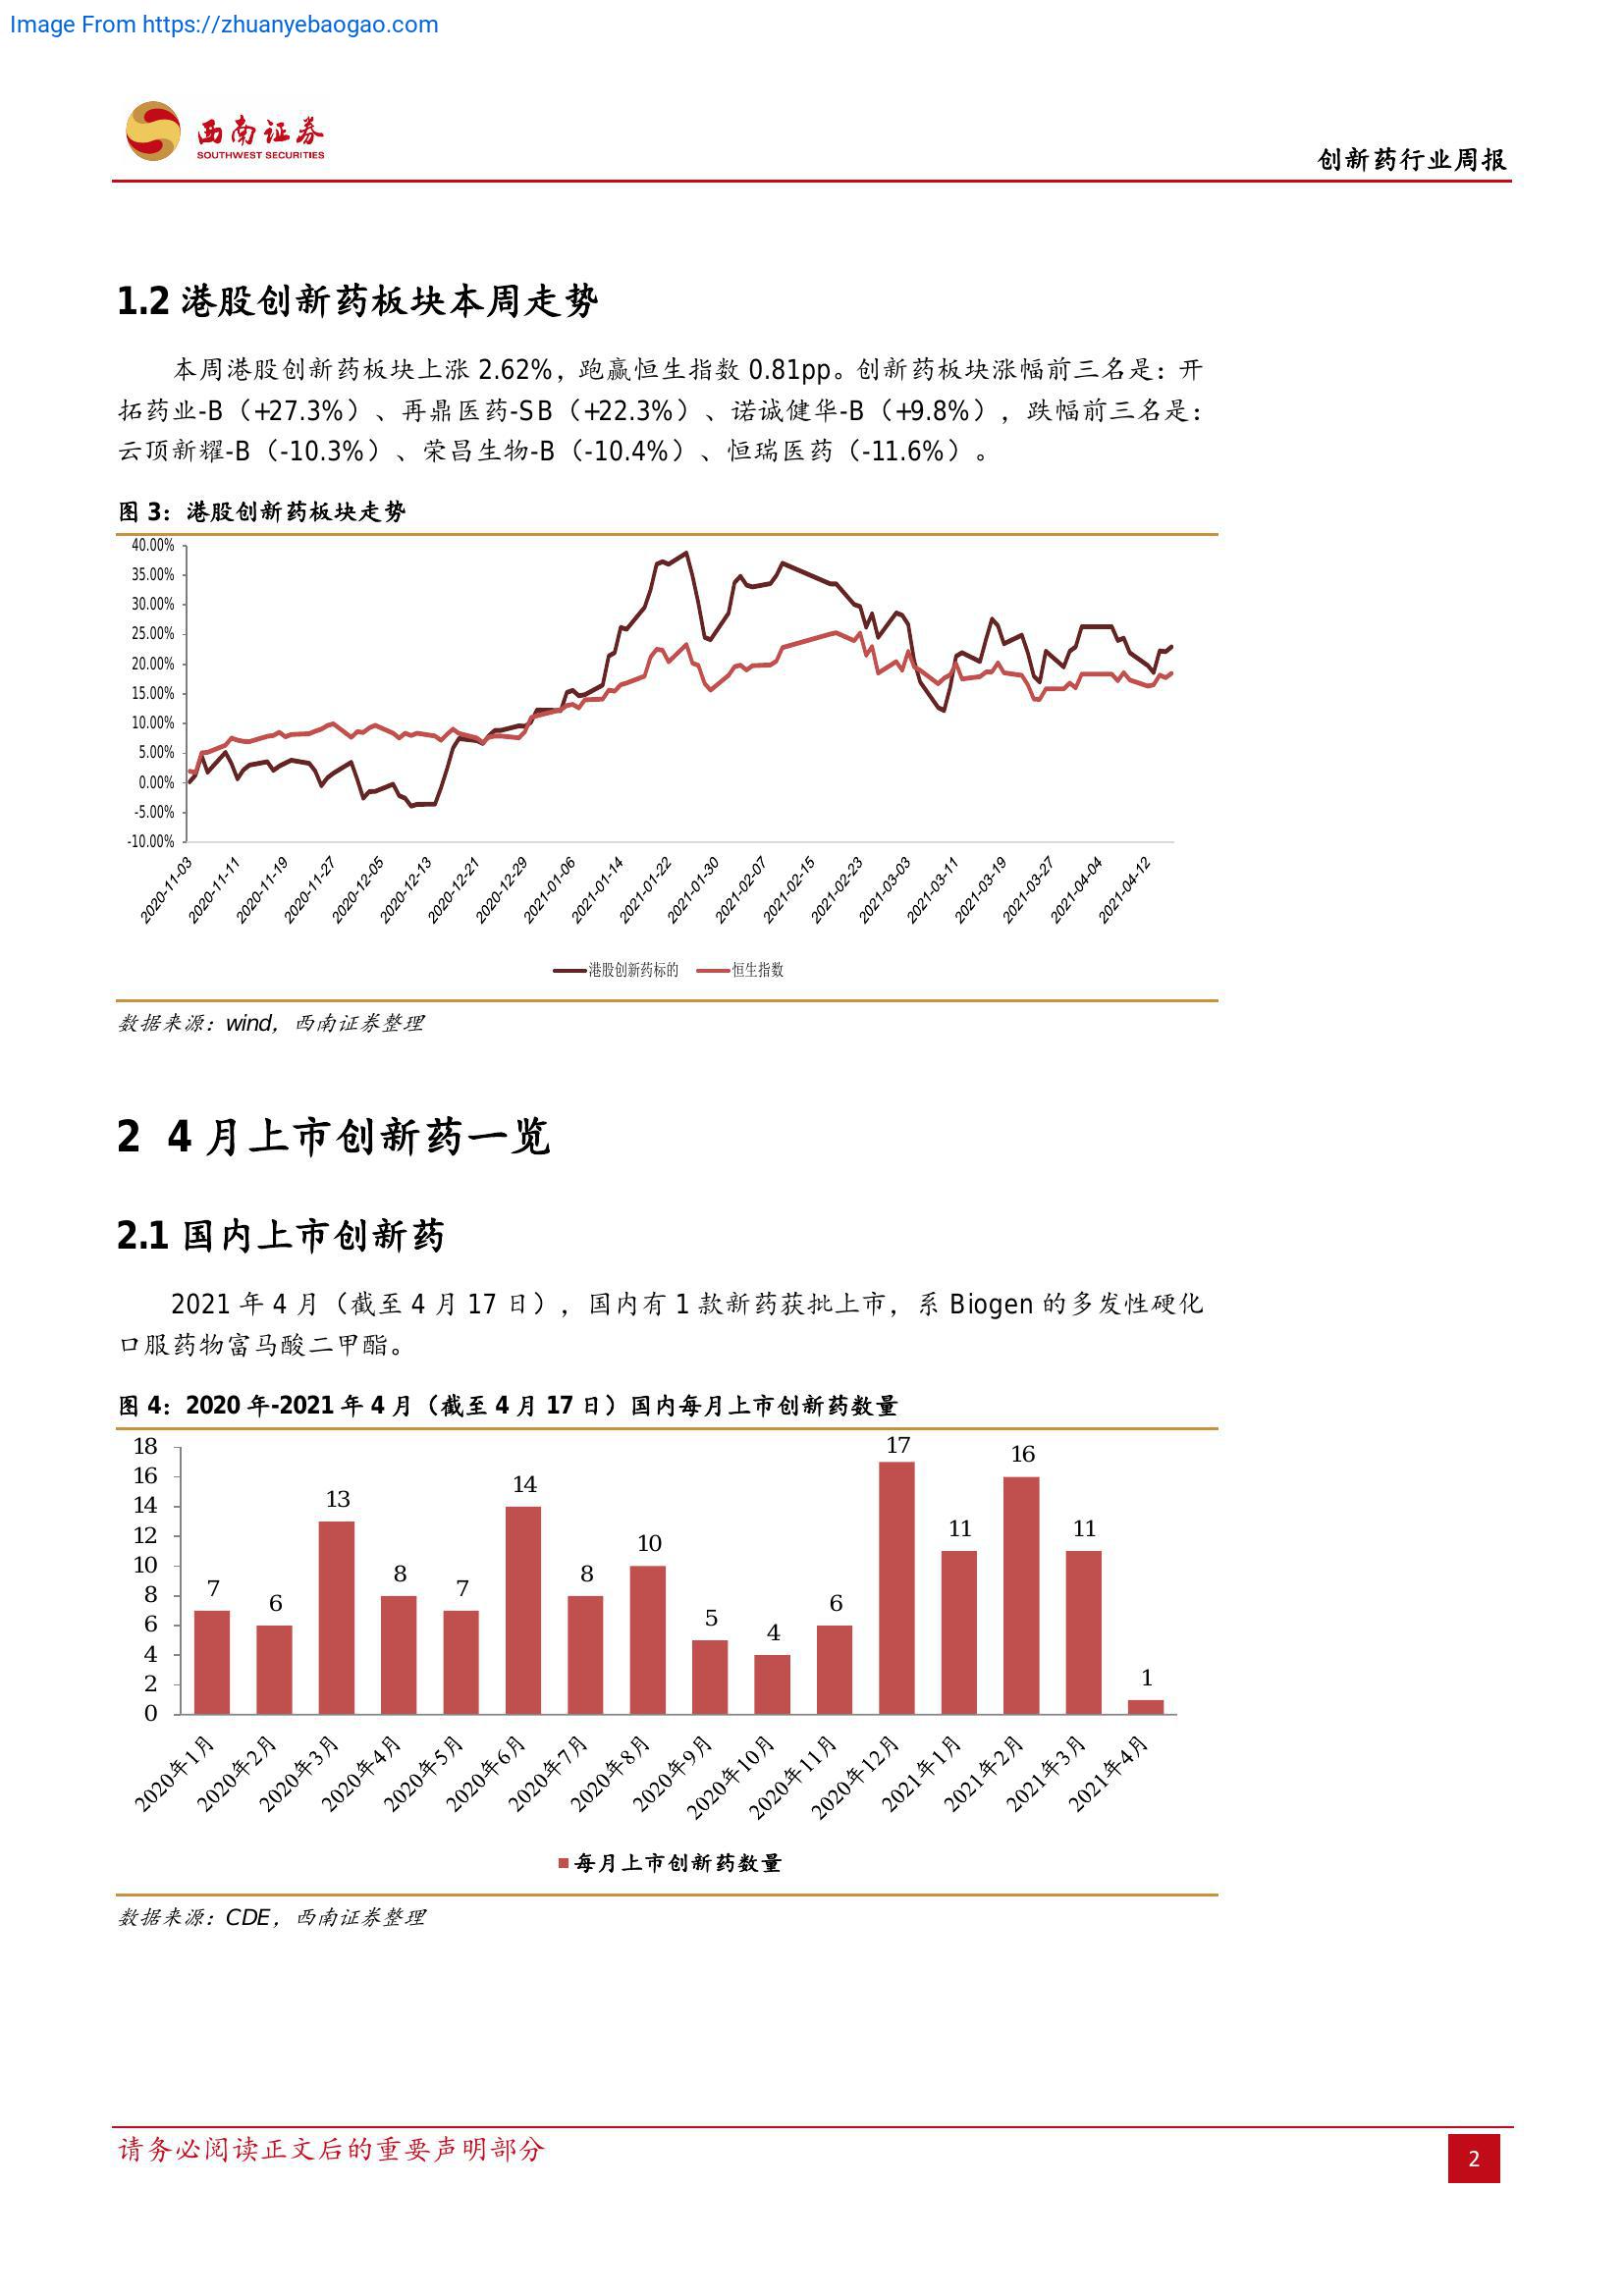 Image From https://zhuanyebaogao.com
西南证券
SOUTHWEST SECURITIES
创新药行业周报
1.2 港股创新药板块本周走势
本周港股创新药板块上涨 2.62%，跑赢恒生指数 0.81pp。创新药板块涨幅前三名是：开
拓药业-B（+27.3%）、再鼎医药-SB（+22.3%）、诺诚健华-B（+9.8%），跌幅前三名是：
云顶新耀-B（-10.3%）、荣昌生物-B（-10.4%）、恒瑞医药（-11.6%）。
图 3：港股创新药板块走势
40.00%
35.00%
30.00%
25.00%
20.00%
15.00%
10.00%
5.00%
0.00%
-5.00%
-10.00%
2020-11-03
2020-11-11
2020-11-19
2020-11-27
2020-12-05
2020-12-13
2020-12-21
2020-12-29
2021-01-06
2021-01-14
2021-01-22
2021-01-30
2021-02-07
2021-02-15
2021-02-23
2021-03-03
2021-03-11
2021-03-19
2021-03-27
2021-04-04
2021-04-12
港股创新药标的 恒生指数
数据来源：wind，西南证券整理
2 4 月上市创新药一览
2.1 国内上市创新药
2021 年 4 月（截至 4 月 17 日），国内有 1 款新药获批上市，系 Biogen 的多发性硬化
口服药物富马酸二甲酯。
图 4：2020 年-2021 年 4 月（截至 4 月 17 日）国内每月上市创新药数量
18
16
14
12
10
8
6
4
2
0
7
6
13
8
7
14
8
10
5
4
6
17
11
16
11
1
2020年1月
2020年2月
2020年3月
2020年4月
2020年5月
2020年6月
2020年7月
2020年8月
2020年9月
2020年10月
2020年11月
2020年12月
2021年1月
2021年2月
2021年3月
2021年4月
每月上市创新药数量
数据来源：CDE，西南证券整理
请务必阅读正文后的重要声明部分
2